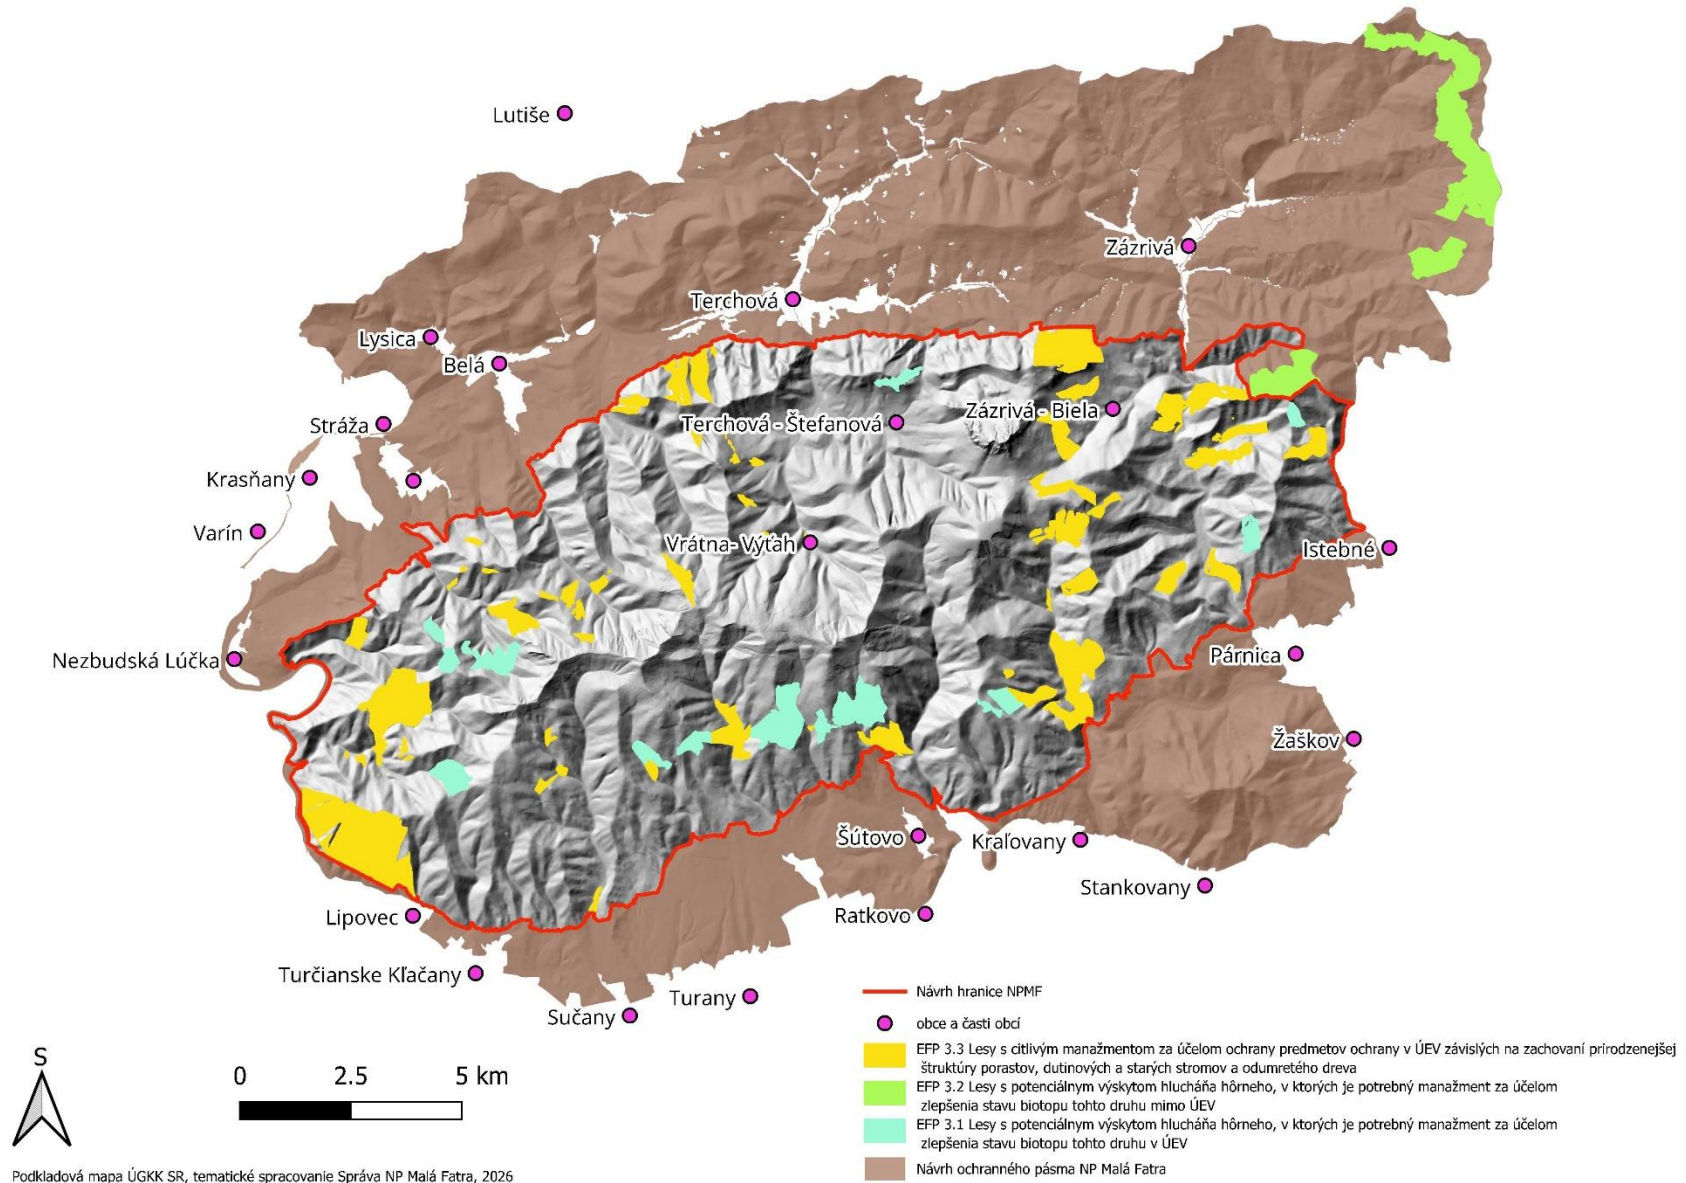 Lutiše
Zázrivá
Terchová
Lysica
Belá
Stráža
Terchová - Štefanová
Zázrivá - Biela
Krasňany
Varín
Vrátna- Výťah
Istebné
Nezbudská Lúčka
Párnica
Žaškov
Šútovo
Kraľovany
Stankovany
Lipovec
Ratkovo
Turčianske Kľačany
Turany
Sučany
Návrh hranice NPMF
obce a časti obcí
EFP 3.3 Lesy s citlivým manažmentom za účelom ochrany predmetov ochrany v ÚEV závislých na zachovaní prirodzenejšej
štruktúry porastov, dutinových a starých stromov a odumretého dreva
EFP 3.2 Lesy s potenciálnym výskytom hlucháňa hôrneho, v ktorých je potrebný manažment za účelom
zlepšenia stavu biotopu tohto druhu mimo ÚEV
EFP 3.1 Lesy s potenciálnym výskytom hlucháňa hôrneho, v ktorých je potrebný manažment za účelom
zlepšenia stavu biotopu tohto druhu v ÚEV
Návrh ochranného pásma NP Malá Fatra
S
0 2.5 5 km
Podkladová mapa ÚGKK SR, tematické spracovanie Správa NP Malá Fatra, 2026